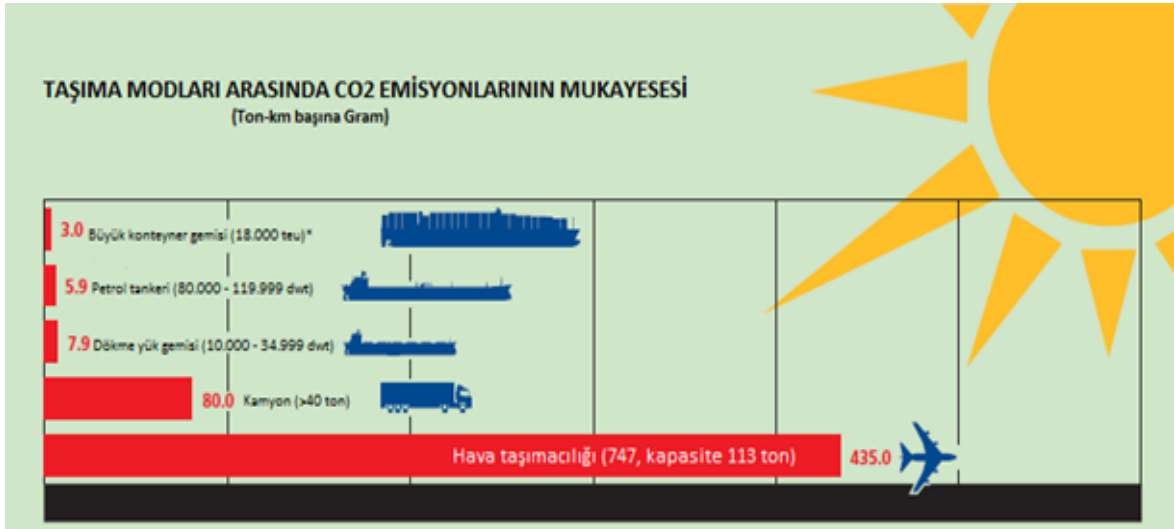 TAŞIMA MODLARI ARASINDA CO2 EMİSYONLARININ MUKAYESESİ
(Ton-km başına Gram)
3.0 Büyük konteyner gemisi (18.000 teu)*
5.9 Petrol tankeri (80.000 - 119.999 dwt)
7.9 Dökme yük gemisi (10.000 - 34.999 dwt)
80.0 Kamyon (>40 ton)
Hava taşımacılığı (747, kapasite 113 ton) 435.0